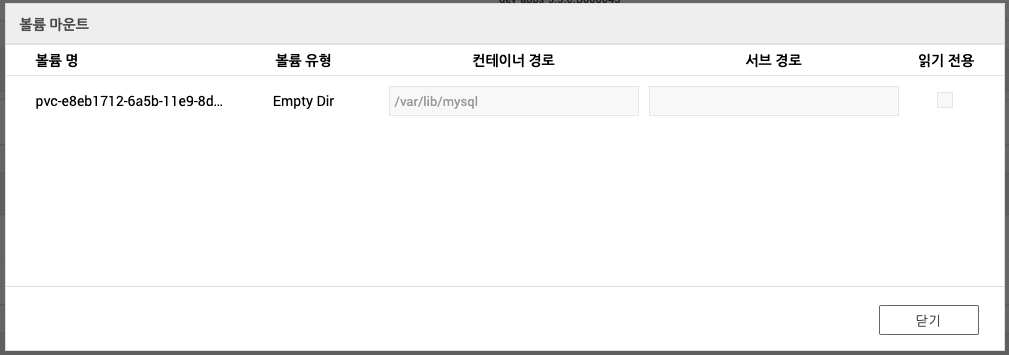 볼륨 마운트
볼륨 명 볼륨 유형 컨테이너 경로 서브 경로 읽기 전용
pvc-e8eb1712-6a5b-11e9-8d... Empty Dir /var/lib/mysql
닫기